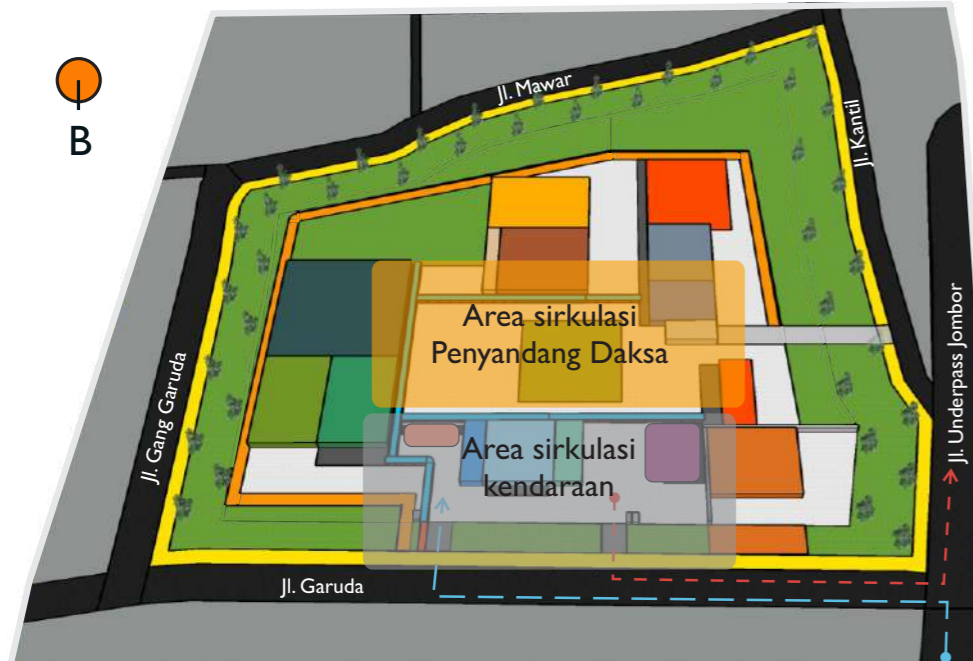 B
Jl. Mawar
Jl. Kantil
Area sirkulasi
Penyandang Daksa
Jl. Gang Garuda
Jl. Underpass Jombor
Area sirkulasi
kendaraan
Jl. Garuda